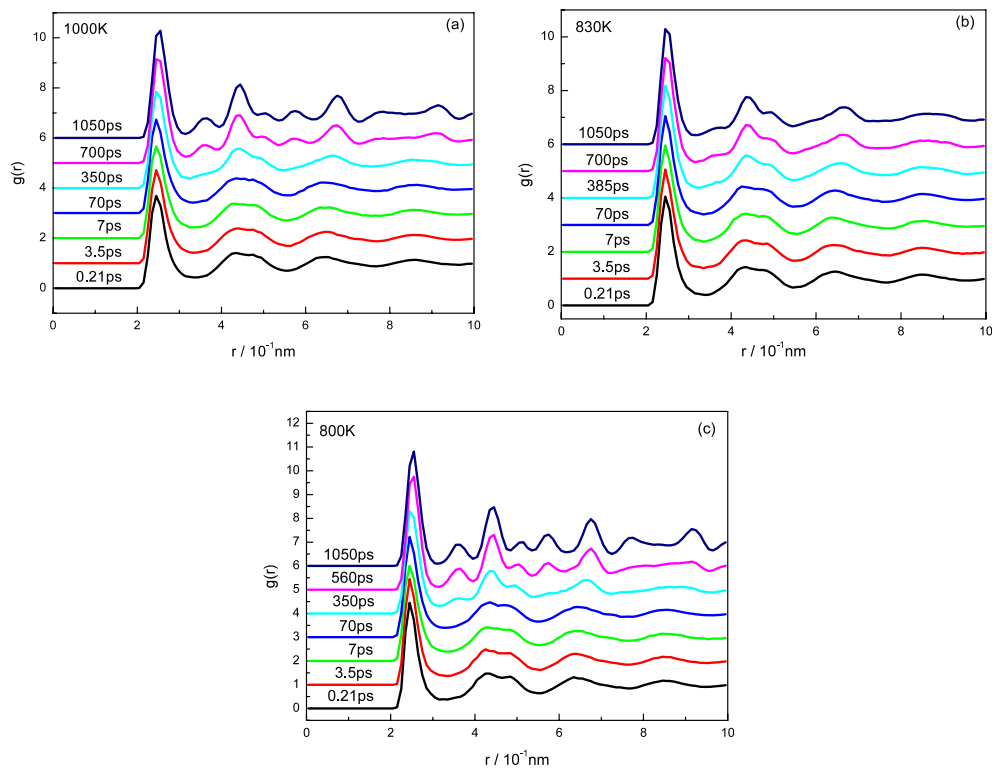 1000K
(a)
10
8
6
4
2
0
1050ps
700ps
350ps
70ps
7ps
3.5ps
0.21ps
g(r)
0 2 4 6 8 10
r / 10⁻¹nm
830K
(b)
10
8
6
4
2
0
1050ps
700ps
385ps
70ps
7ps
3.5ps
0.21ps
g(r)
0 2 4 6 8 10
r / 10⁻¹nm
800K
(c)
12
11
10
9
8
7
6
5
4
3
2
1
0
1050ps
560ps
350ps
70ps
7ps
3.5ps
0.21ps
g(r)
0 2 4 6 8 10
r / 10⁻¹nm